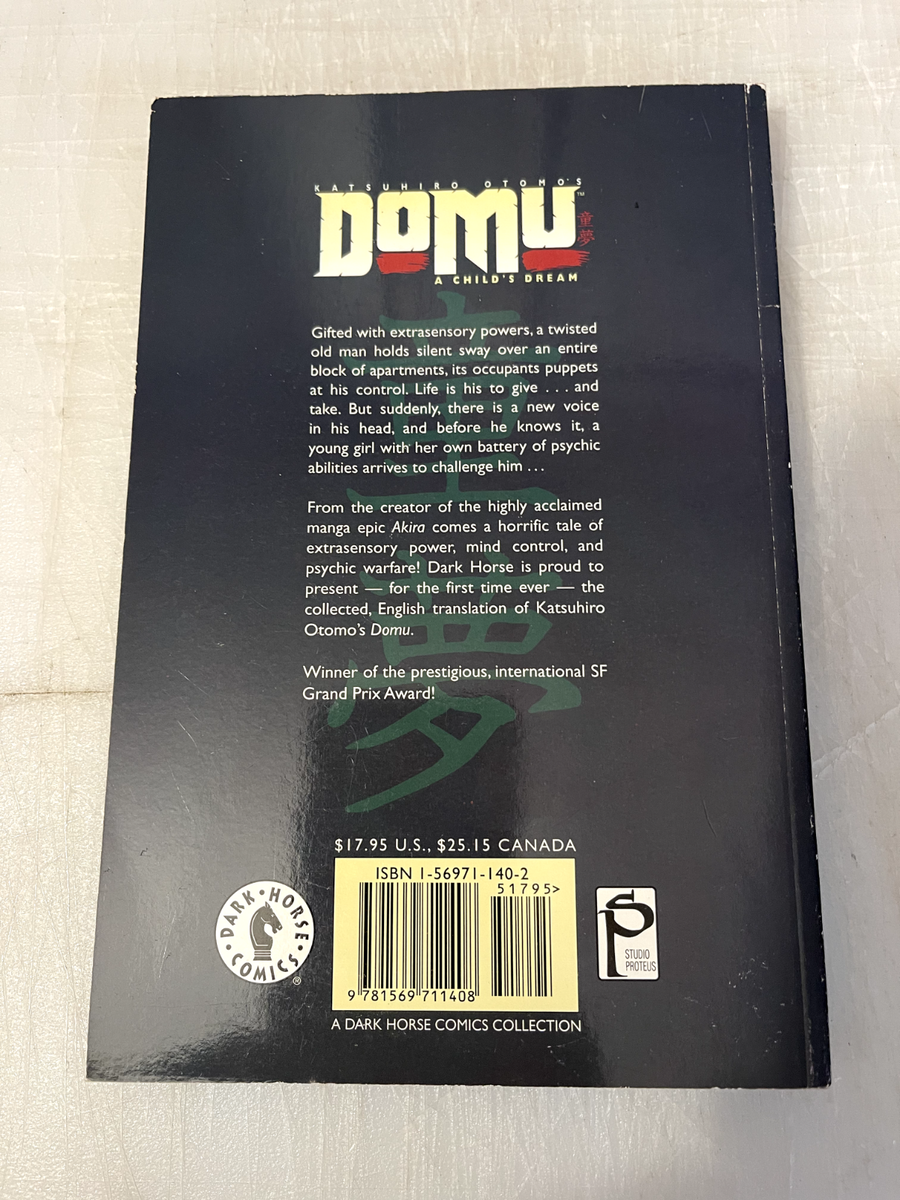 KATSUHIRO OTOMO'S
DOMU™
童夢
A CHILD'S DREAM
童夢
Gifted with extrasensory powers, a twisted
old man holds silent sway over an entire
block of apartments, its occupants puppets
at his control. Life is his to give . . . and
take. But suddenly, there is a new voice
in his head, and before he knows it, a
young girl with her own battery of psychic
abilities arrives to challenge him . . .
From the creator of the highly acclaimed
manga epic Akira comes a horrific tale of
extrasensory power, mind control, and
psychic warfare! Dark Horse is proud to
present — for the first time ever — the
collected, English translation of Katsuhiro
Otomo's Domu.
Winner of the prestigious, international SF
Grand Prix Award!
$17.95 U.S., $25.15 CANADA
ISBN 1-56971-140-2
51795>
9 781569 711408
DARK HORSE COMICS®
SP
STUDIO
PROTEUS
A DARK HORSE COMICS COLLECTION